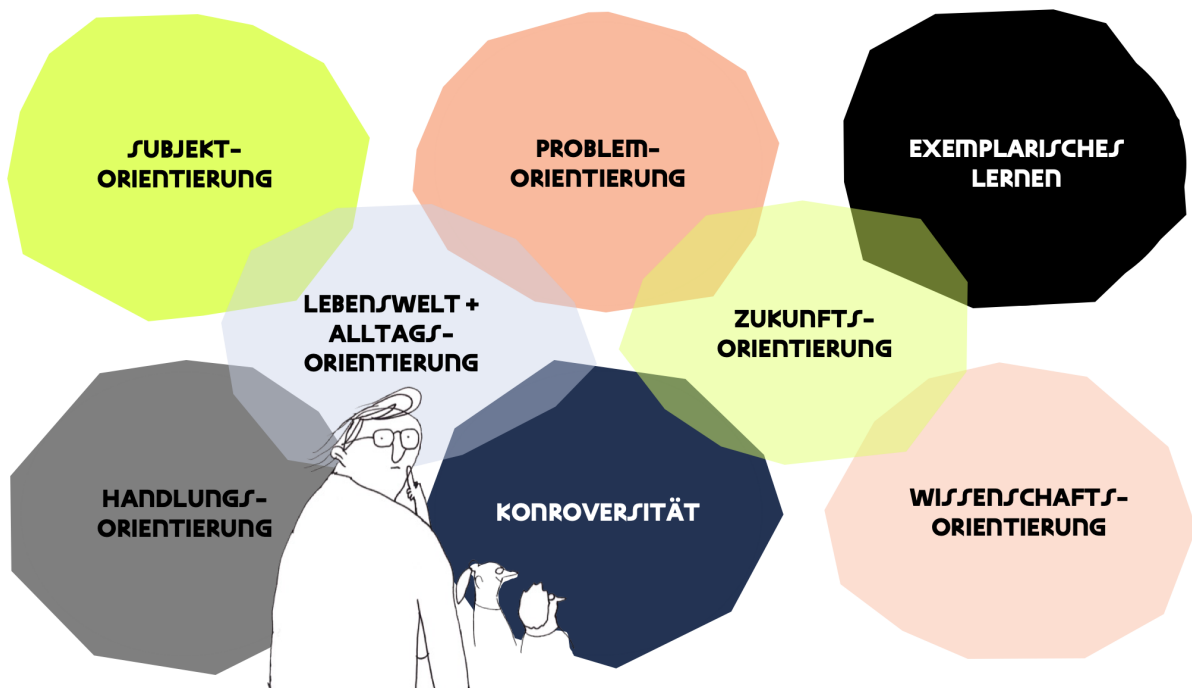 SUBJEKT-
ORIENTIERUNG
PROBLEM-
ORIENTIERUNG
EXEMPLARISCHES
LERNEN
LEBENSWELT +
ALLTAGS-
ORIENTIERUNG
ZUKUNFTS-
ORIENTIERUNG
HANDLUNGS-
ORIENTIERUNG
KONROVERSITÄT
WISSENSCHAFTS-
ORIENTIERUNG